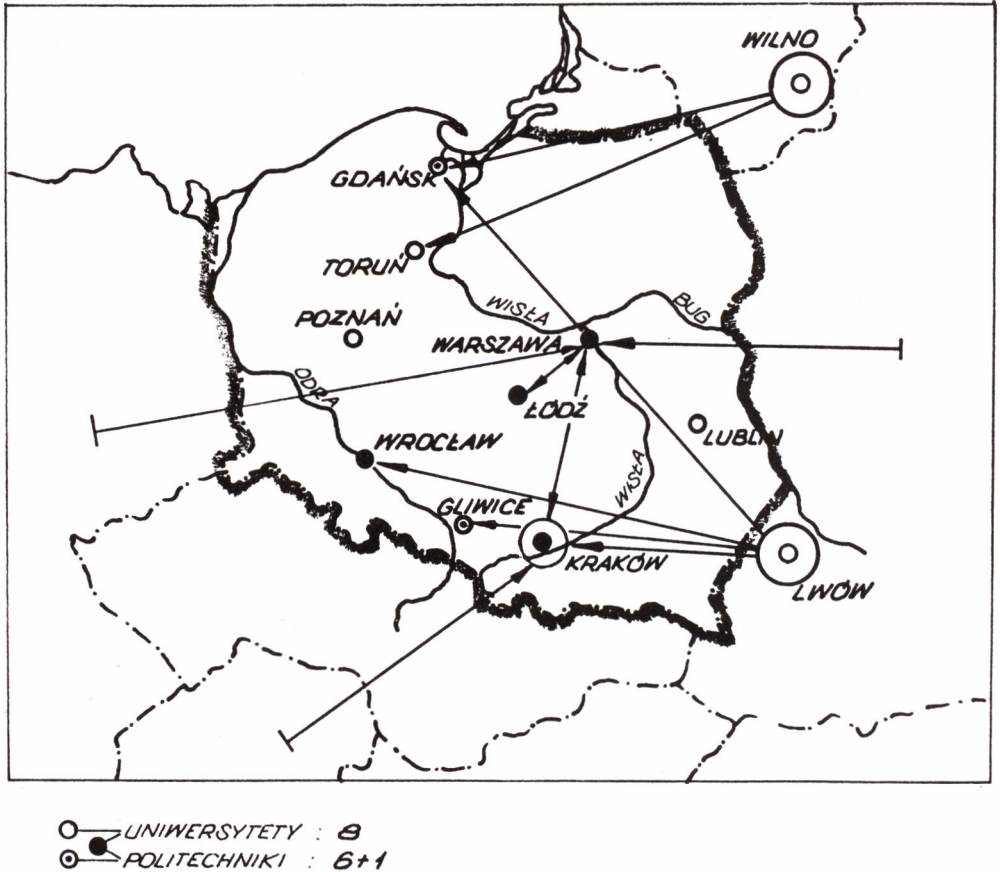 WILNO
GDAŃSK
TORUŃ
WISŁA
BUG
POZNAŃ
WARSZAWA
ODRA
ŁÓDŹ
LUBLIN
WROCŁAW
WISŁA
GLIWICE
KRAKÓW
LWÓW
UNIWERSYTETY : 8
POLITECHNIKI : 6+1